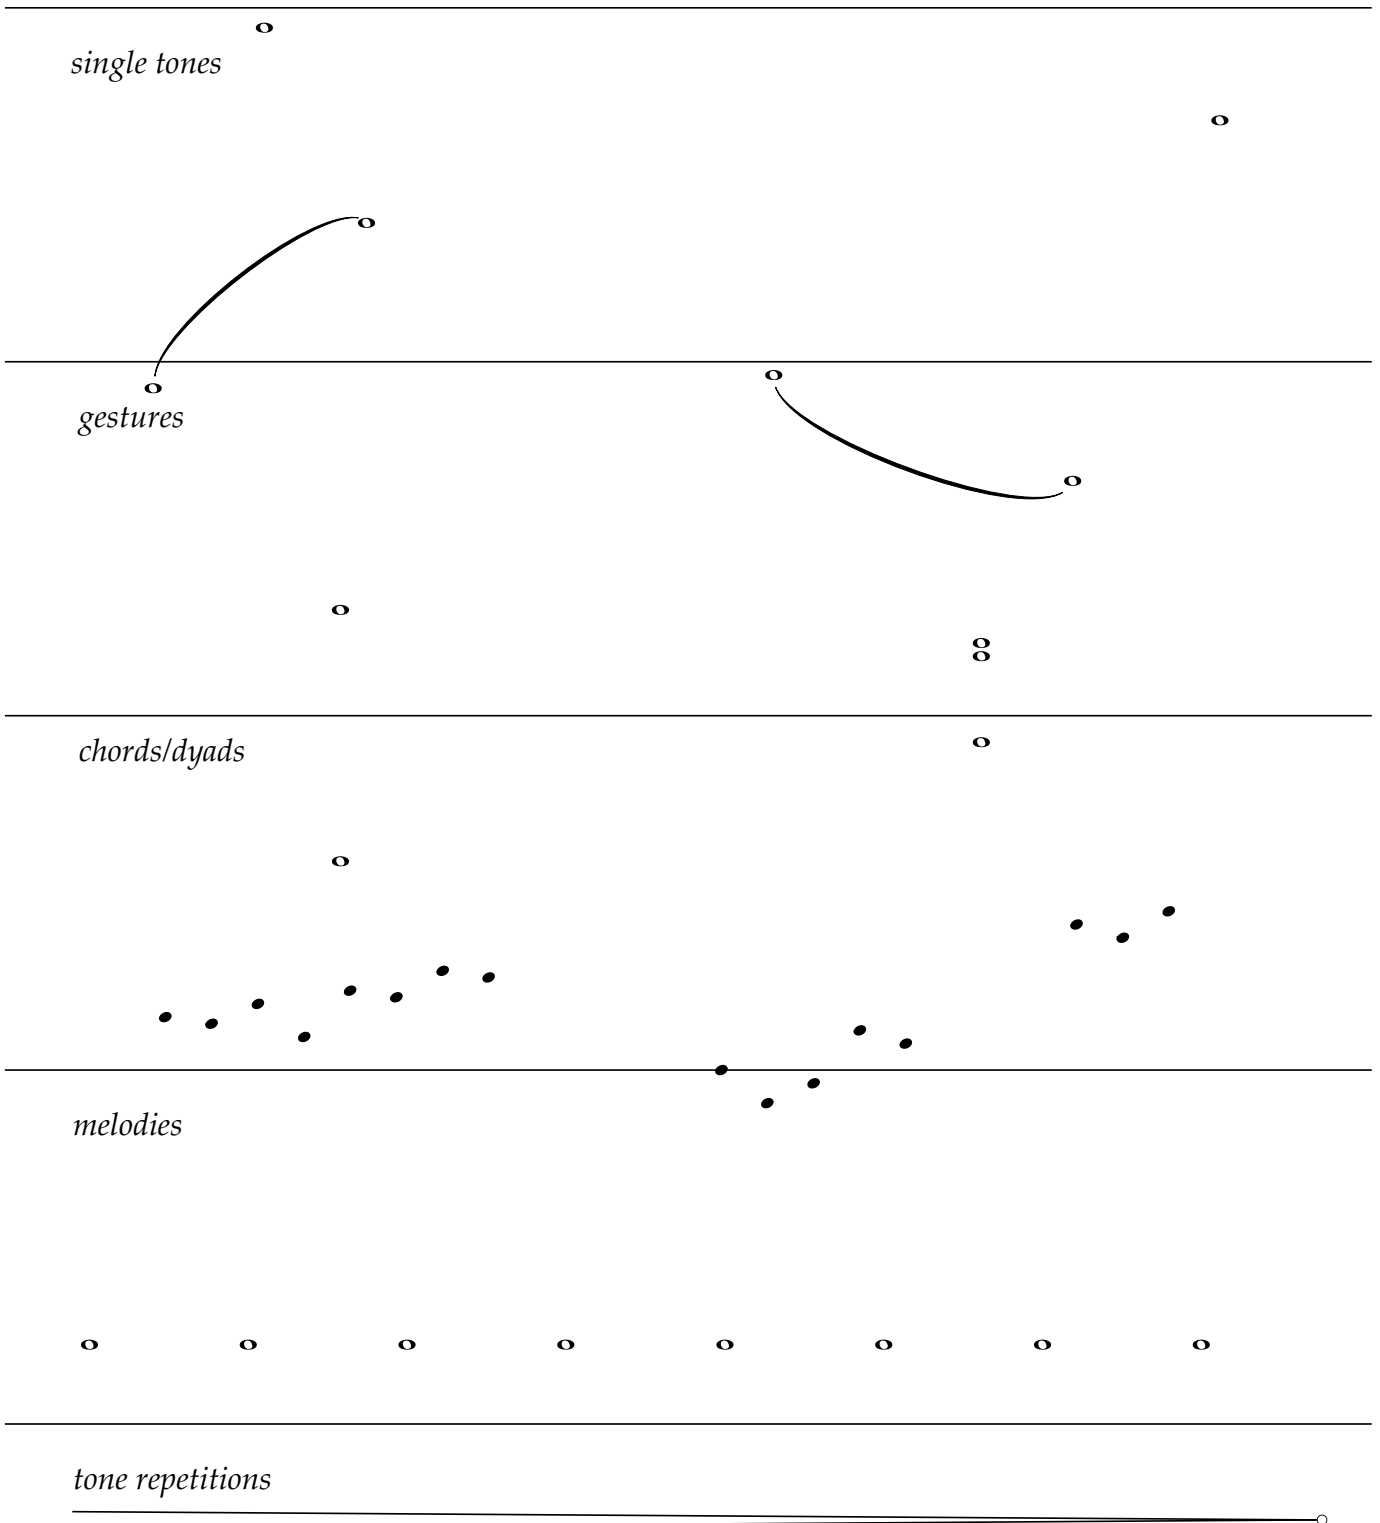 single tones
gestures
chords/dyads
melodies
tone repetitions